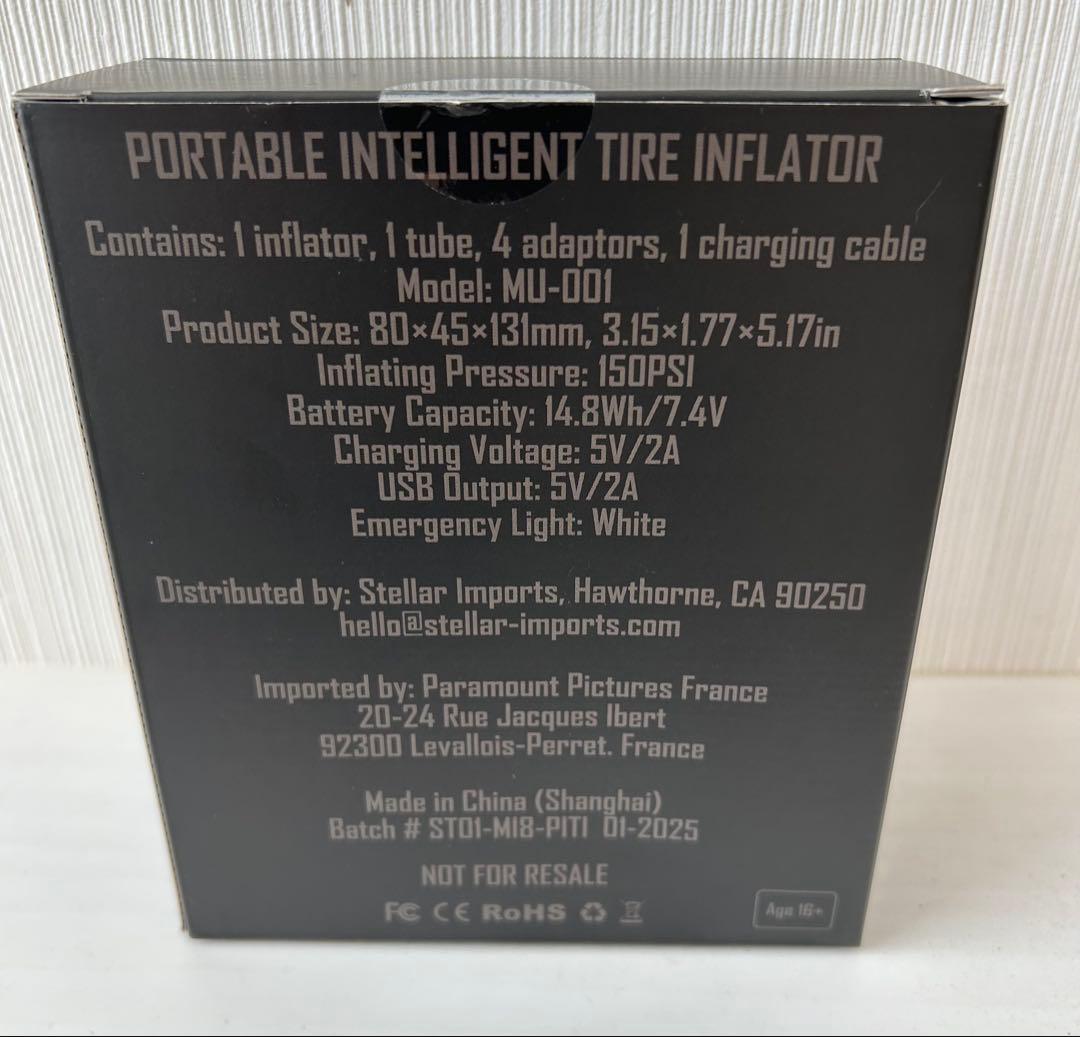 PORTABLE INTELLIGENT TIRE INFLATOR
Contains: 1 inflator, 1 tube, 4 adaptors, 1 charging cable
Model: MU-001
Product Size: 80×45×131mm, 3.15×1.77×5.17in
Inflating Pressure: 150PSI
Battery Capacity: 14.8Wh/7.4V
Charging Voltage: 5V/2A
USB Output: 5V/2A
Emergency Light: White
Distributed by: Stellar Imports, Hawthorne, CA 90250
hello@stellar-imports.com
Imported by: Paramount Pictures France
20-24 Rue Jacques Ibert
92300 Levallois-Perret. France
Made in China (Shanghai)
Batch # ST01-MI8-PITI 01-2025
NOT FOR RESALE
FC CE RoHS
Age 16+